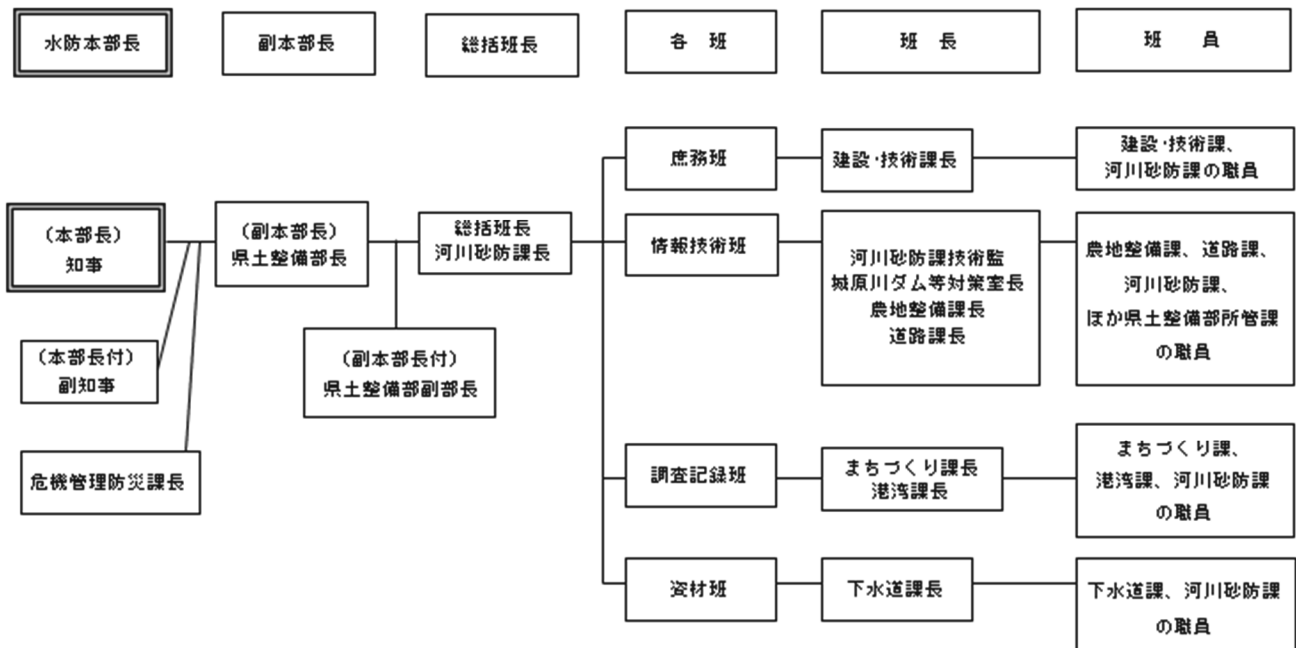 水防本部長
副本部長
総括班長
各 班
班 長
班 員
(本部長)
知事
(本部長付)
副知事
危機管理防災課長
(副本部長)
県土整備部長
(副本部長付)
県土整備部副部長
総括班長
河川砂防課長
庶務班
建設・技術課長
建設・技術課、
河川砂防課の職員
情報技術班
河川砂防課技術監
城原川ダム等対策室長
農地整備課長
道路課長
農地整備課、道路課、
河川砂防課、
ほか県土整備部所管課
の職員
調査記録班
まちづくり課長
港湾課長
まちづくり課、
港湾課、河川砂防課
の職員
資材班
下水道課長
下水道課、河川砂防課
の職員